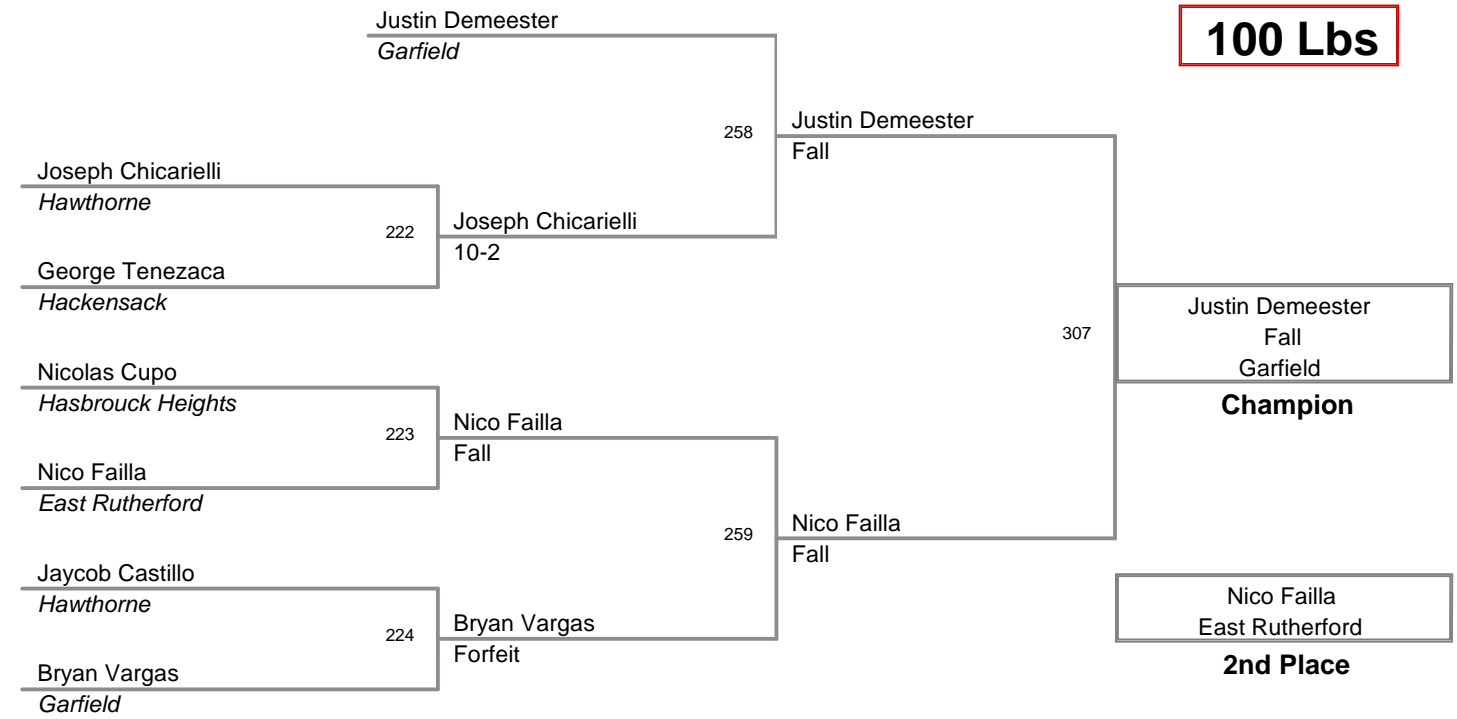 Justin Demeester
Garfield
100 Lbs
258
Justin Demeester
Fall
Joseph Chicarielli
Hawthorne
222
Joseph Chicarielli
10-2
George Tenezaca
Hackensack
307
Justin Demeester
Fall
Garfield
Champion
Nicolas Cupo
Hasbrouck Heights
223
Nico Failla
Fall
Nico Failla
East Rutherford
259
Nico Failla
Fall
Jaycob Castillo
Hawthorne
224
Bryan Vargas
Forfeit
Bryan Vargas
Garfield
Nico Failla
East Rutherford
2nd Place